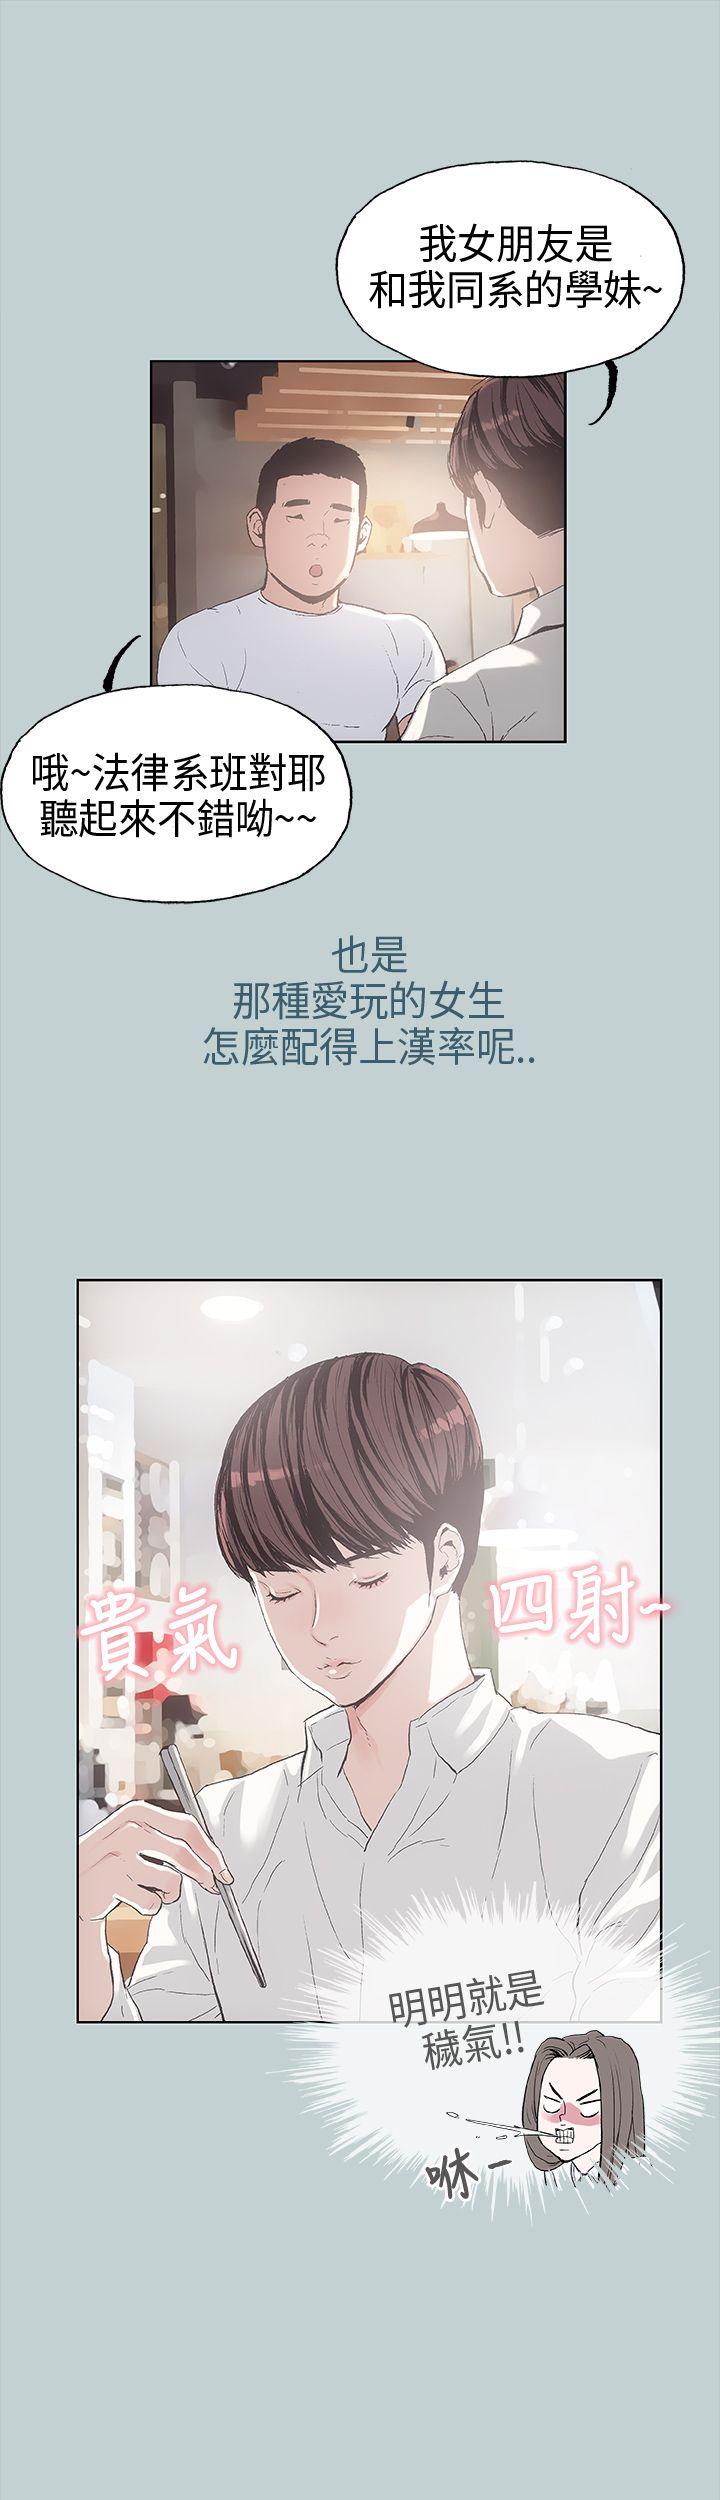 我女朋友是
和我同系的學妹~
哦~法律系班對耶
聽起來不錯呦~~
也是
那種愛玩的女生
怎麼配得上漢率呢..
貴氣
四射~
明明就是
穢氣!!
咻-